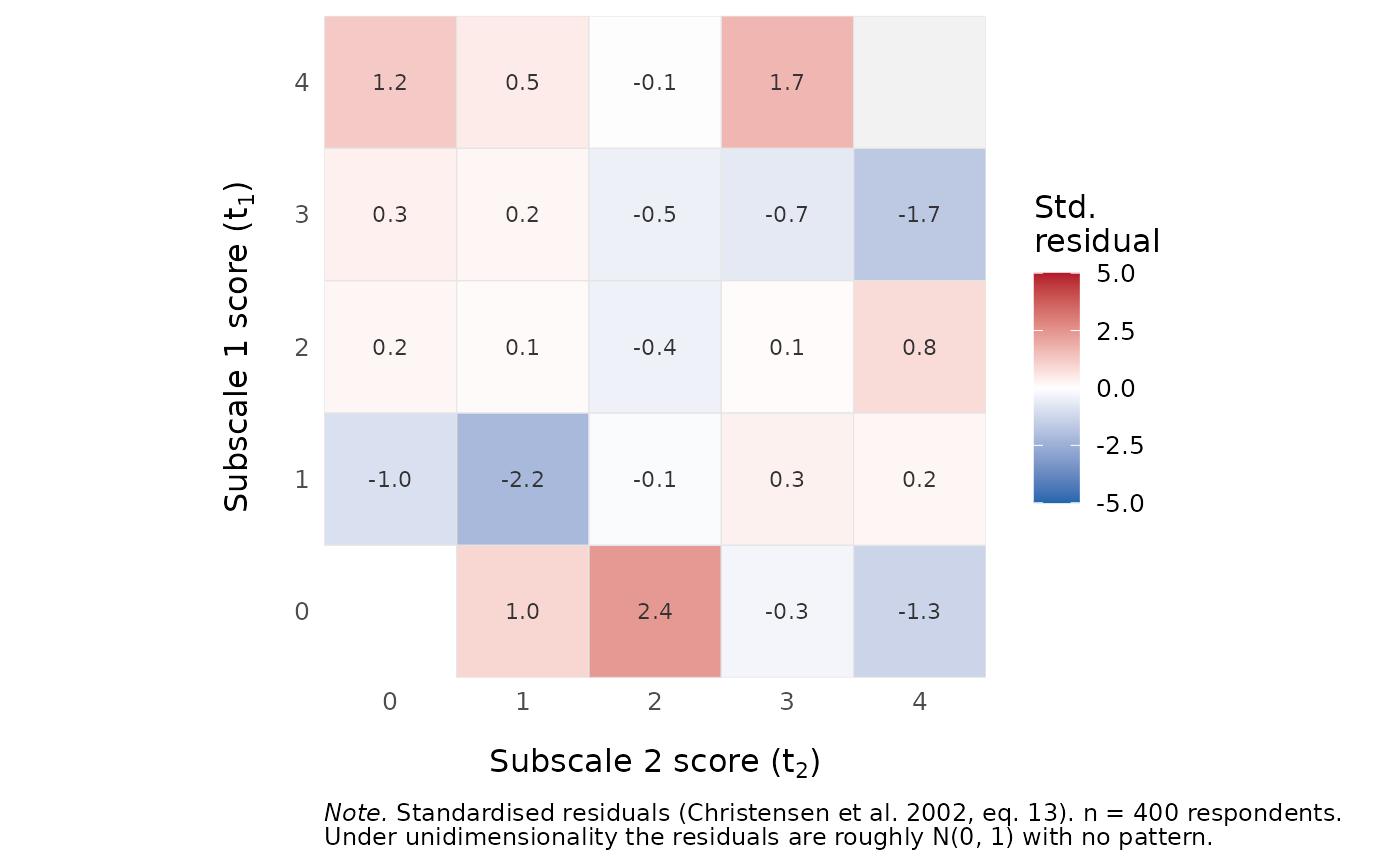 4 1.2 0.5 -0.1 1.7
3 0.3 0.2 -0.5 -0.7 -1.7
2 0.2 0.1 -0.4 0.1 0.8
1 -1.0 -2.2 -0.1 0.3 0.2
0 1.0 2.4 -0.3 -1.3
0 1 2 3 4
Subscale 1 score (t₁)
Subscale 2 score (t₂)
Std.
residual
5.0
2.5
0.0
-2.5
-5.0
Note. Standardised residuals (Christensen et al. 2002, eq. 13). n = 400 respondents.
Under unidimensionality the residuals are roughly N(0, 1) with no pattern.